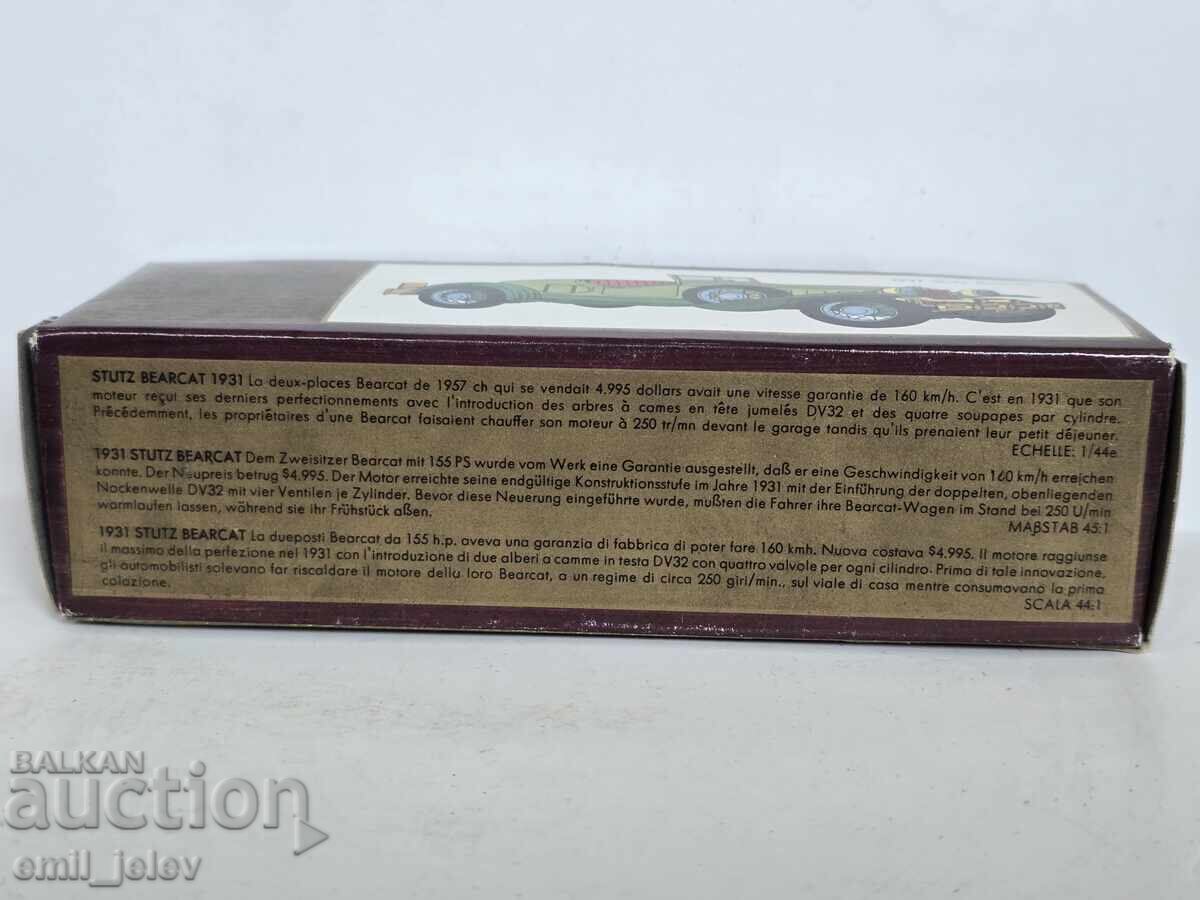 STUTZ BEARCAT 1931 La deux-places Bearcat de 1957 ch qui se vendait 4.995 dollars avait une vitesse garantie de 160 km/h. C'est en 1931 que son
moteur reçut ses derniers perfectionnements avec l'introduction des arbres à cames en tête jumelés DV32 et des quatre soupapes par cylindre.
Précédemment, les propriétaires d'une Bearcat faisaient chauffer son moteur à 250 tr/mn devant le garage tandis qu'ils prenaient leur petit déjeuner.
ECHELLE: 1/44e
1931 STUTZ BEARCAT Dem Zweisitzer Bearcat mit 155 PS wurde vom Werk eine Garantie ausgestellt, daß er eine Geschwindigkeit von 160 km/h erreichen
konnte. Der Neupreis betrug $4.995. Der Motor erreichte seine endgültige Konstruktionsstufe im Jahre 1931 mit der Einführung der doppelten, obenliegenden
Nockenwelle DV32 mit vier Ventilen je Zylinder. Bevor diese Neuerung eingeführt wurde, mußten die Fahrer ihre Bearcat-Wagen im Stand bei 250 U/min
warmlaufen lassen, während sie ihr Frühstück aßen.
MAßSTAB 45:1
1931 STUTZ BEARCAT La dueposti Bearcat da 155 h.p. aveva una garanzia di fabbrica di poter fare 160 kmh. Nuova costava $4.995. Il motore raggiunse
il massimo della perfezione nel 1931 con l'introduzione di due alberi a camme in testa DV32 con quattro valvole per ogni cilindro. Prima di tale innovazione,
gli automobilisti solevano far riscaldare il motore della loro Bearcat, a un regime di circa 250 giri/min., sul viale di casa mentre consumavano la prima
colazione.
SCALA 44:1
BALKAN
auction
emil_jelev